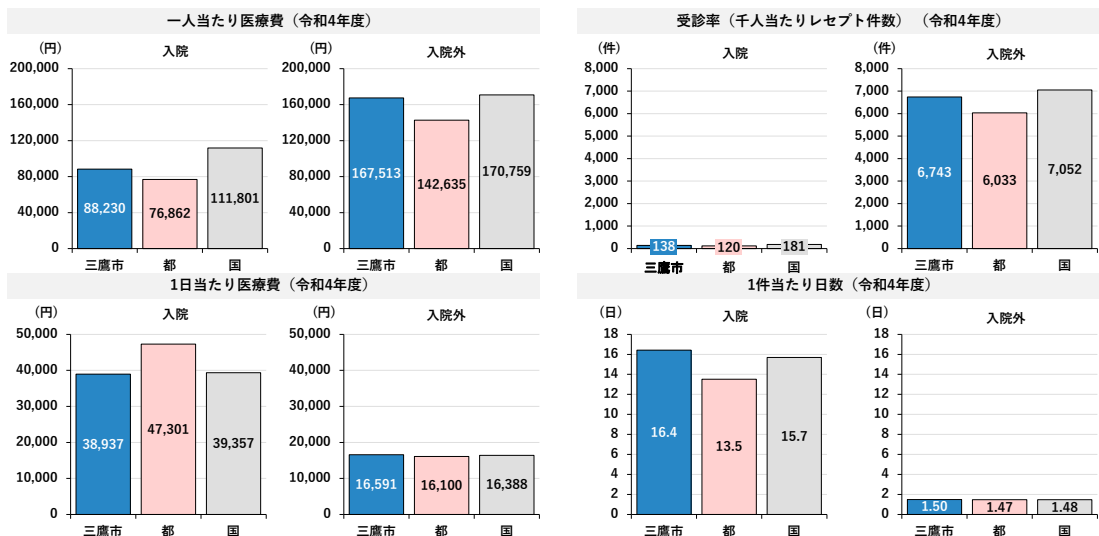 一人当たり医療費（令和4年度）
（円）
入院
200,000
160,000
120,000
80,000
40,000
0
88,230
76,862
111,801
三鷹市
都
国
（円）
入院外
200,000
160,000
120,000
80,000
40,000
0
167,513
142,635
170,759
三鷹市
都
国
受診率（千人当たりレセプト件数）（令和4年度）
（件）
入院
8,000
7,000
6,000
5,000
4,000
3,000
2,000
1,000
0
138
120
181
三鷹市
都
国
（件）
入院外
8,000
7,000
6,000
5,000
4,000
3,000
2,000
1,000
0
6,743
6,033
7,052
三鷹市
都
国
1日当たり医療費（令和4年度）
（円）
入院
50,000
40,000
30,000
20,000
10,000
0
38,937
47,301
39,357
三鷹市
都
国
（円）
入院外
50,000
40,000
30,000
20,000
10,000
0
16,591
16,100
16,388
三鷹市
都
国
1件当たり日数（令和4年度）
（日）
入院
18
16
14
12
10
8
6
4
2
0
16.4
13.5
15.7
三鷹市
都
国
（日）
入院外
18
16
14
12
10
8
6
4
2
0
1.50
1.47
1.48
三鷹市
都
国